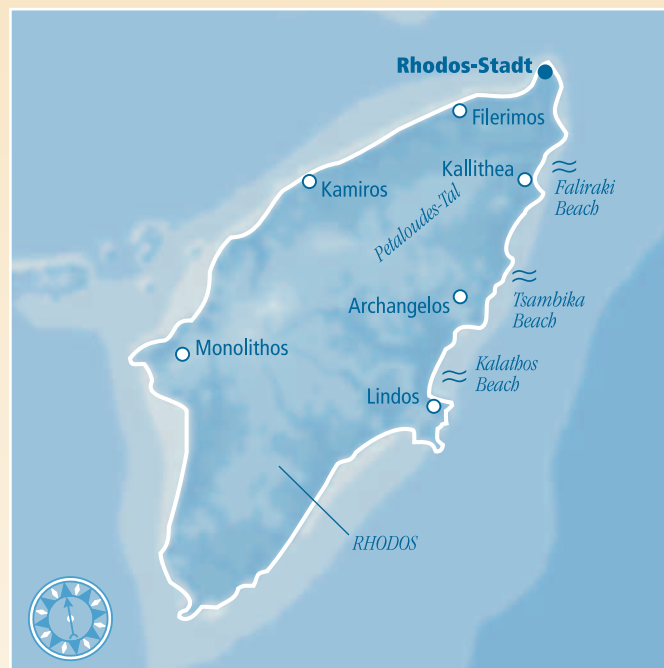 Rhodos-Stadt
Filerimos
Kallithea
Faliraki
Beach
Kamiros
Petaloudes-Tal
Archangelos
Tsambika
Beach
Monolithos
Kalathos
Beach
Lindos
RHODOS